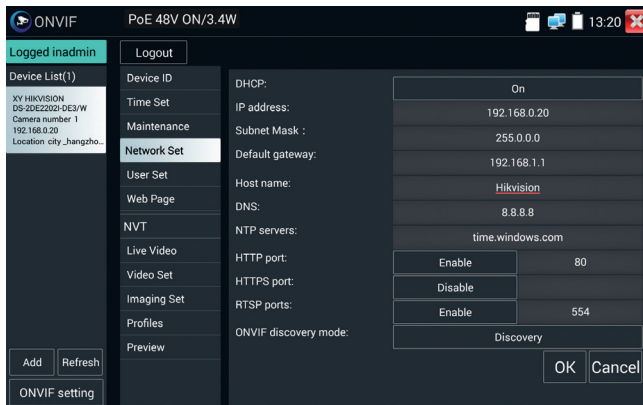 ONVIF
PoE 48V ON/3.4W
13:20
Logged inadmin
Logout
Device List(1)
XY HIKVISION
DS-2DE2202I-DE3/W
Camera number 1
192.168.0.20
Location city _hangzho...
Device ID
Time Set
Maintenance
Network Set
User Set
Web Page
NVT
Live Video
Video Set
Imaging Set
Profiles
Preview
DHCP: On
IP address: 192.168.0.20
Subnet Mask : 255.0.0.0
Default gateway: 192.168.1.1
Host name: Hikvision
DNS: 8.8.8.8
NTP servers: time.windows.com
HTTP port: Enable 80
HTTPS port: Disable
RTSP ports: Enable 554
ONVIF discovery mode: Discovery
OK Cancel
Add Refresh
ONVIF setting